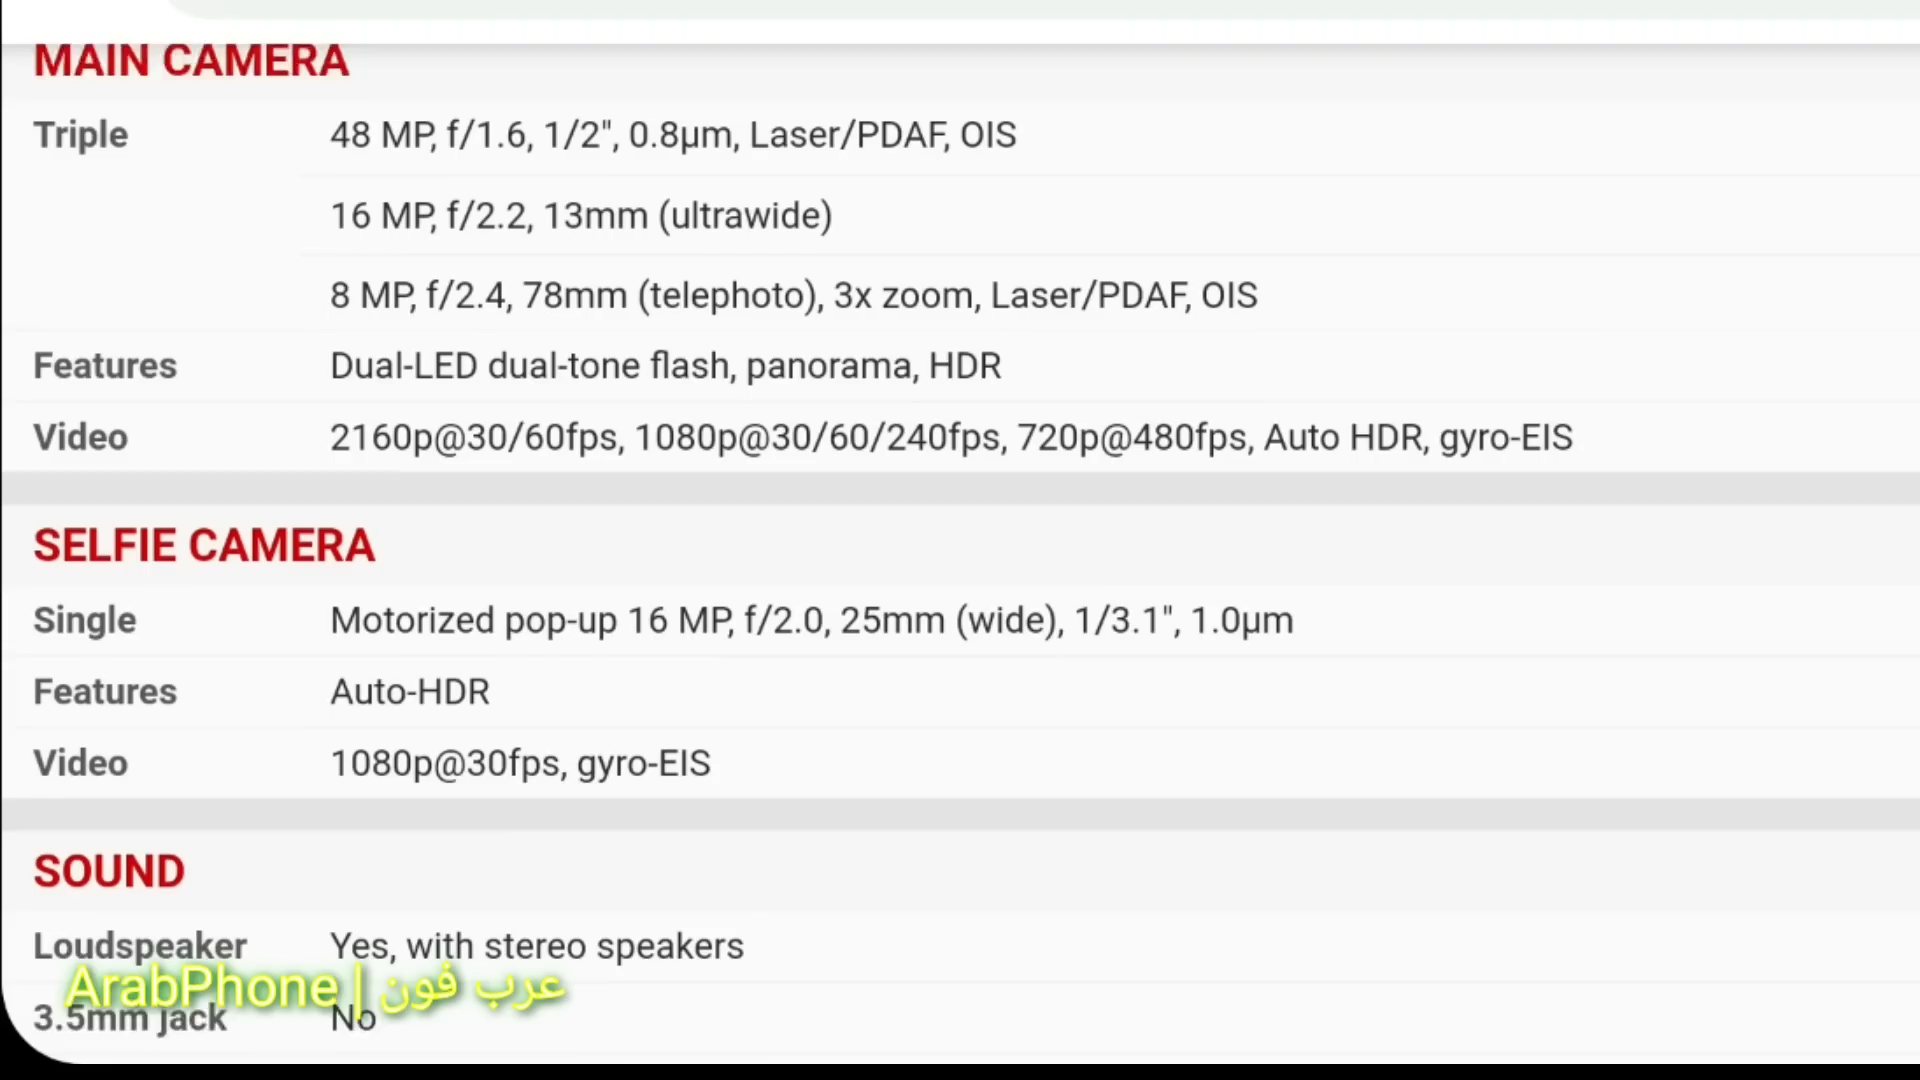 MAIN CAMERA
Triple 48 MP, f/1.6, 1/2", 0.8µm, Laser/PDAF, OIS
16 MP, f/2.2, 13mm (ultrawide)
8 MP, f/2.4, 78mm (telephoto), 3x zoom, Laser/PDAF, OIS
Features Dual-LED dual-tone flash, panorama, HDR
Video 2160p@30/60fps, 1080p@30/60/240fps, 720p@480fps, Auto HDR, gyro-EIS
SELFIE CAMERA
Single Motorized pop-up 16 MP, f/2.0, 25mm (wide), 1/3.1", 1.0µm
Features Auto-HDR
Video 1080p@30fps, gyro-EIS
SOUND
Loudspeaker Yes, with stereo speakers
ArabPhone | عرب فون
3.5mm jack No